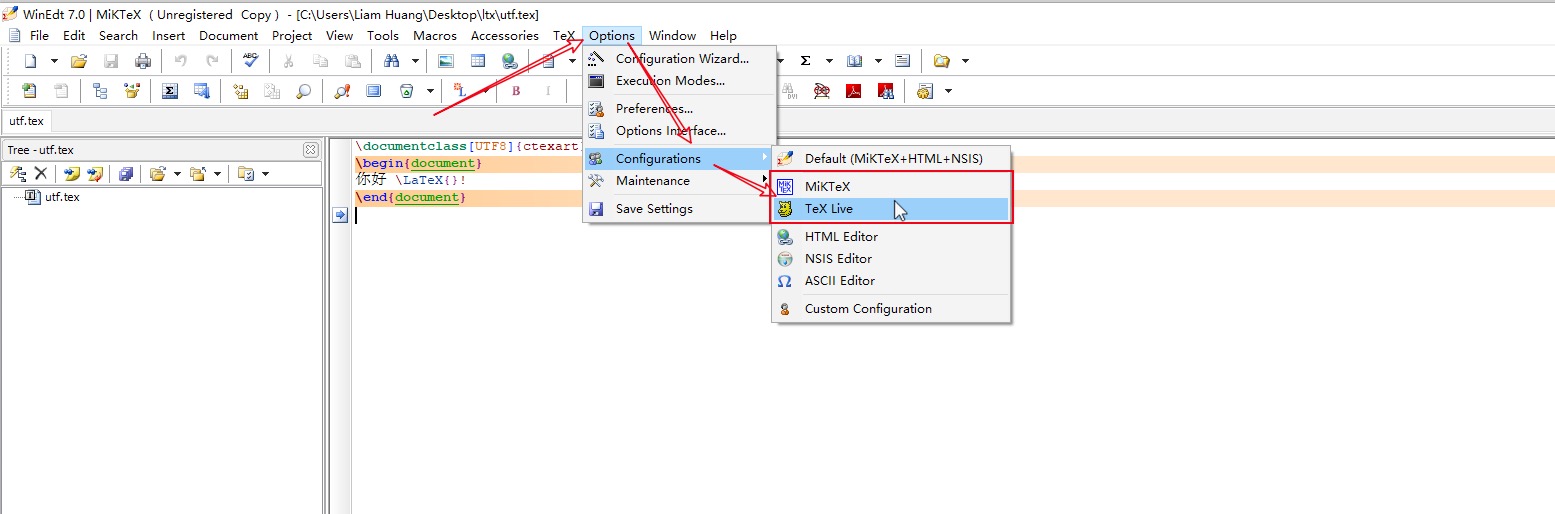 WinEdt 7.0 | MiKTeX ( Unregistered Copy ) - [C:\Users\Liam Huang\Desktop\ltx\utf.tex]
File Edit Search Insert Document Project View Tools Macros Accessories TeX Options Window Help
Configuration Wizard...
Execution Modes...
Preferences...
Options Interface...
Configurations
Maintenance
Save Settings
Default (MiKTeX+HTML+NSIS)
MiKTeX
TeX Live
HTML Editor
NSIS Editor
ASCII Editor
Custom Configuration
utf.tex
Tree - utf.tex
utf.tex
\documentclass[UTF8]{ctexart
\begin{document}
你好 \LaTeX{}!
\end{document}